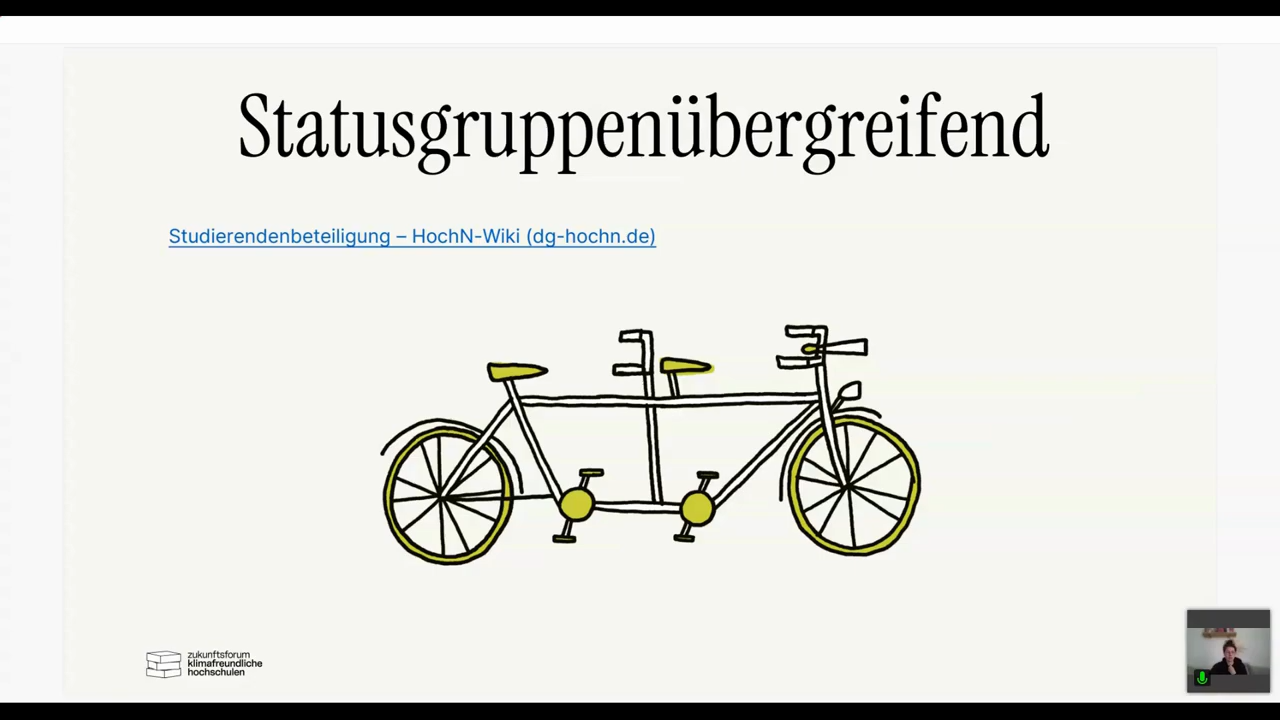 Statusgruppenübergreifend
Studierendenbeteiligung – HochN-Wiki (dg-hochn.de)
zukunftsforum
klimafreundliche
hochschulen